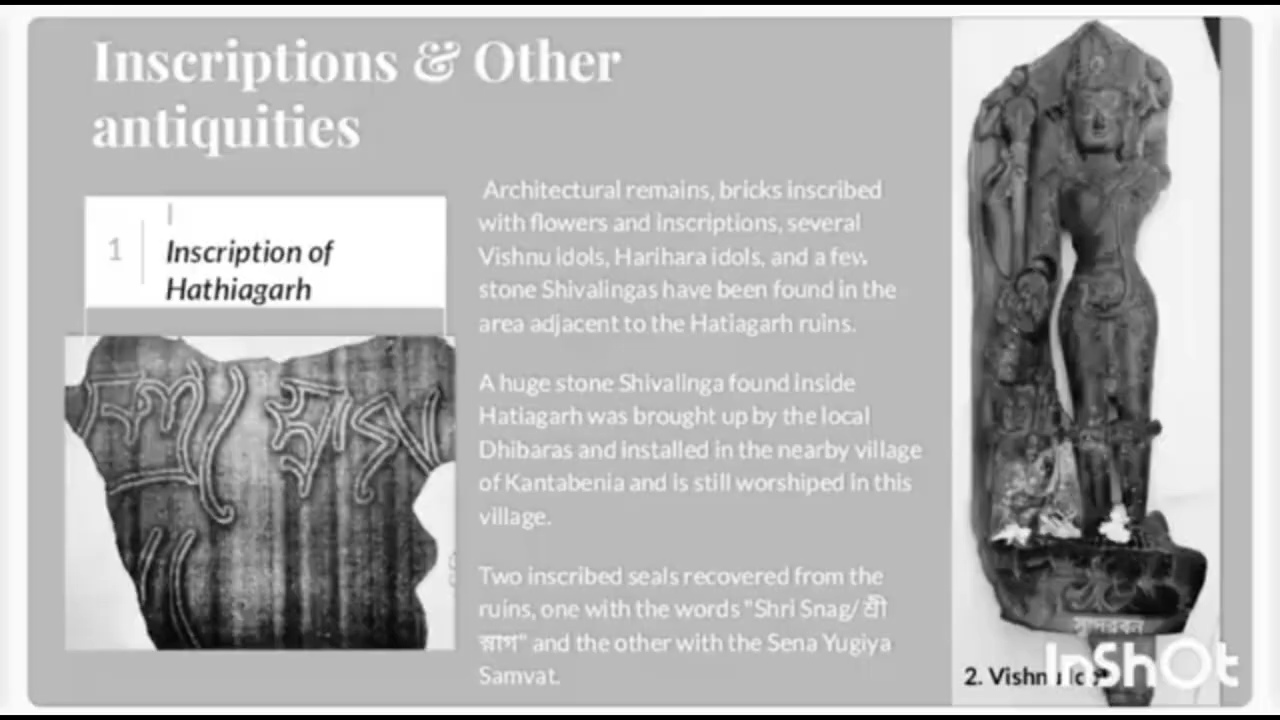 Inscriptions & Other
antiquities
1
Inscription of
Hathiagarh
Architectural remains, bricks inscribed
with flowers and inscriptions, several
Vishnu idols, Harihara idols, and a few
stone Shivalingas have been found in the
area adjacent to the Hatiagarh ruins.
A huge stone Shivalinga found inside
Hatiagarh was brought up by the local
Dhibaras and installed in the nearby village
of Kantabenia and is still worshiped in this
village.
Two inscribed seals recovered from the
ruins, one with the words "Shri Snag/ শ্রী
স্নাগ" and the other with the Sena Yugiya
Samvat.
সুন্দরবন
2. Vishnu
InShOt